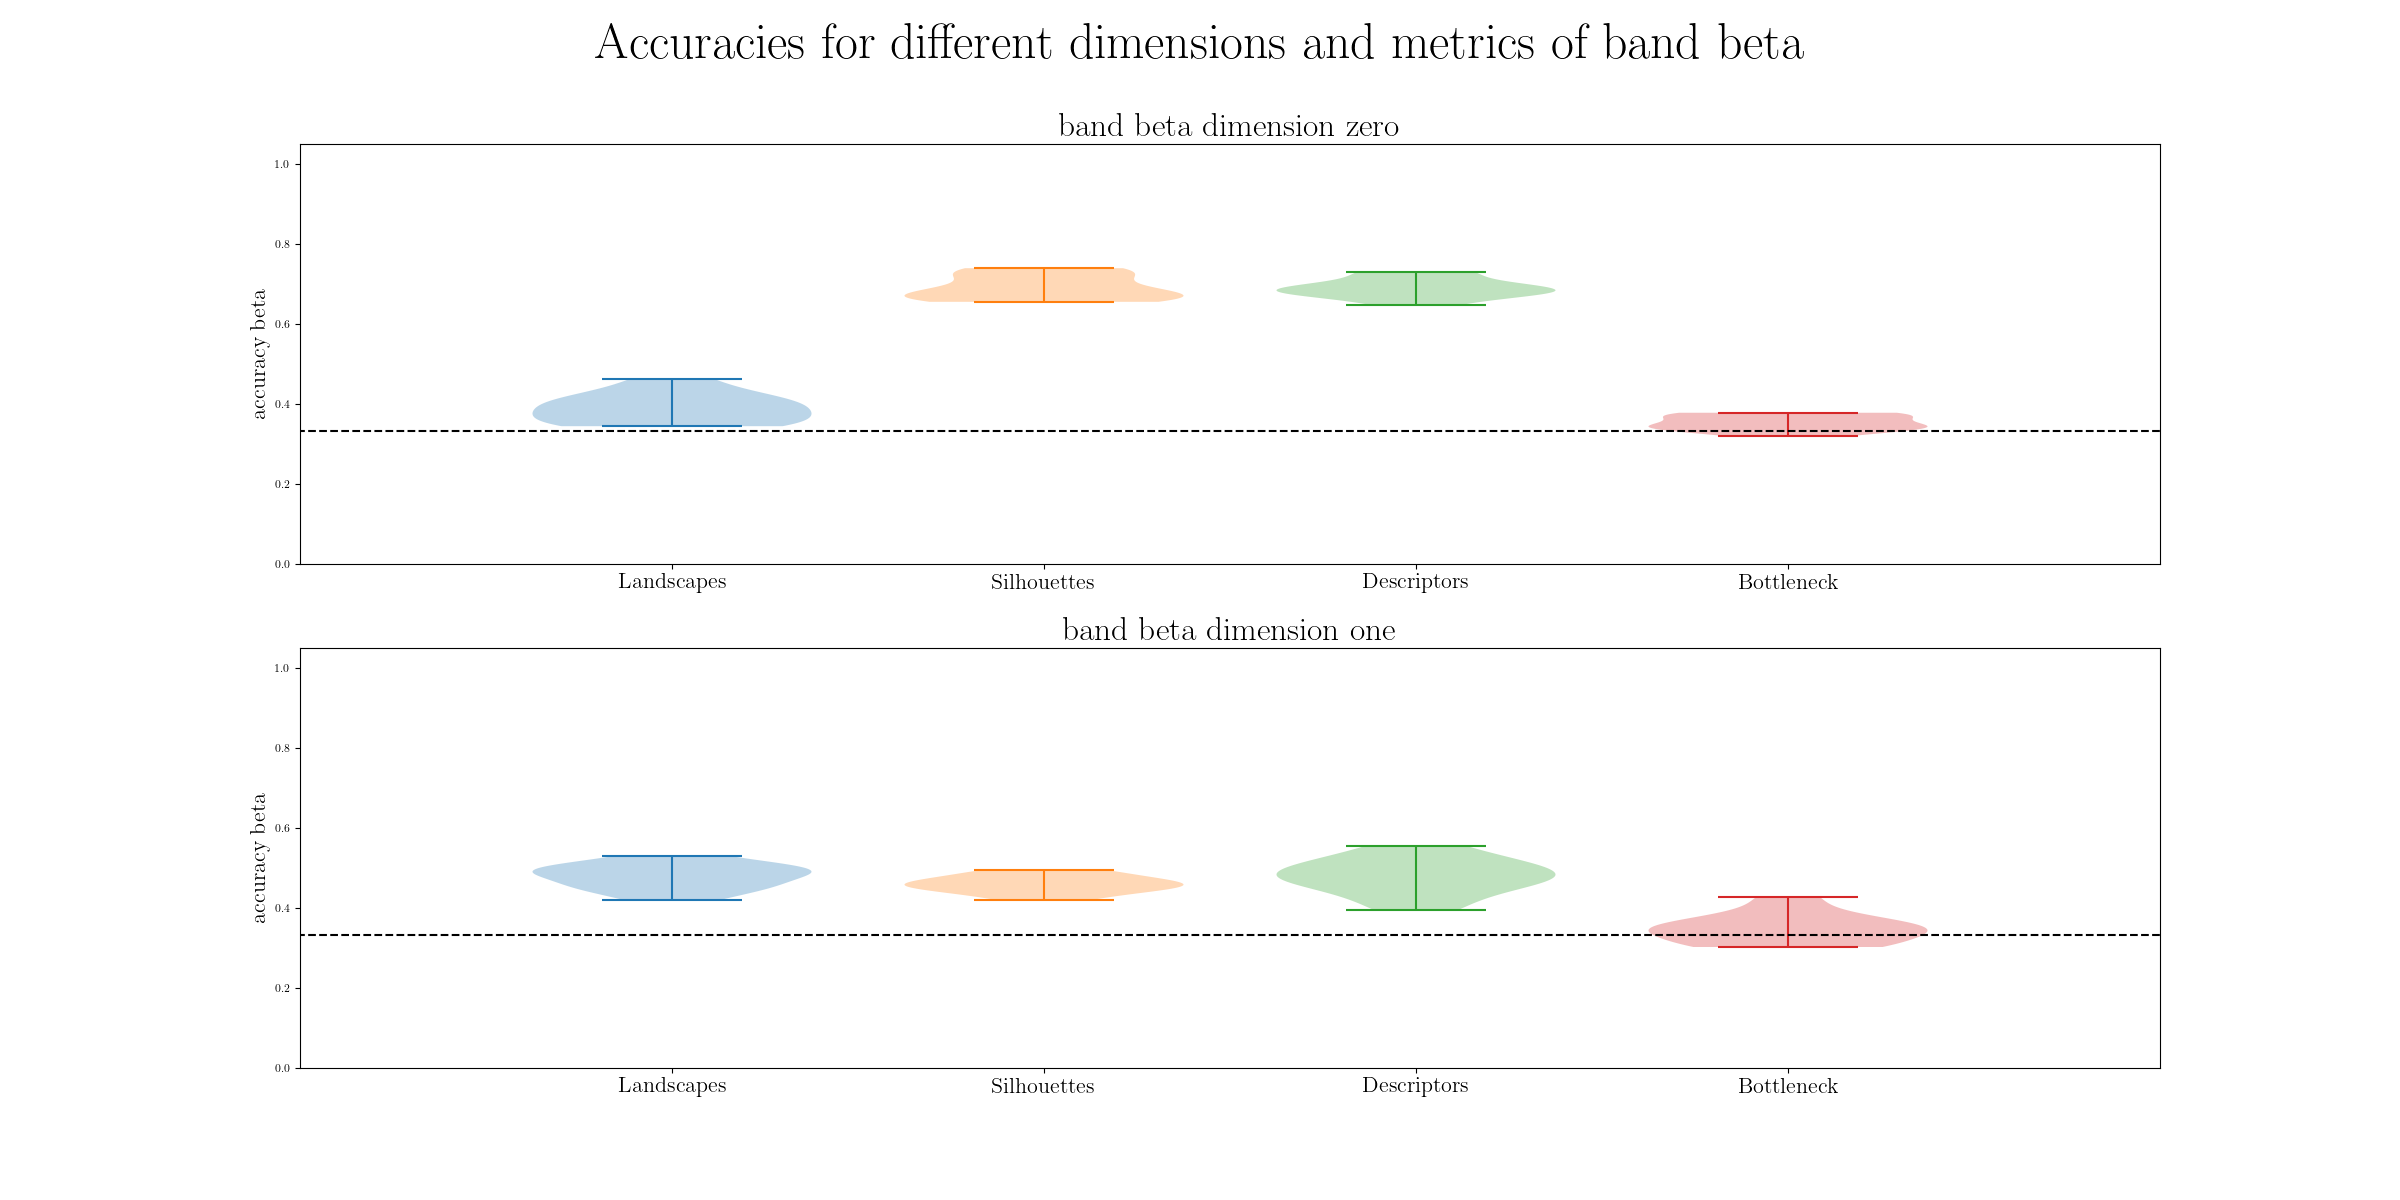 Accuracies for different dimensions and metrics of band beta
band beta dimension zero
accuracy beta
1.0
0.8
0.6
0.4
0.2
0.0
Landscapes Silhouettes Descriptors Bottleneck
band beta dimension one
accuracy beta
1.0
0.8
0.6
0.4
0.2
0.0
Landscapes Silhouettes Descriptors Bottleneck